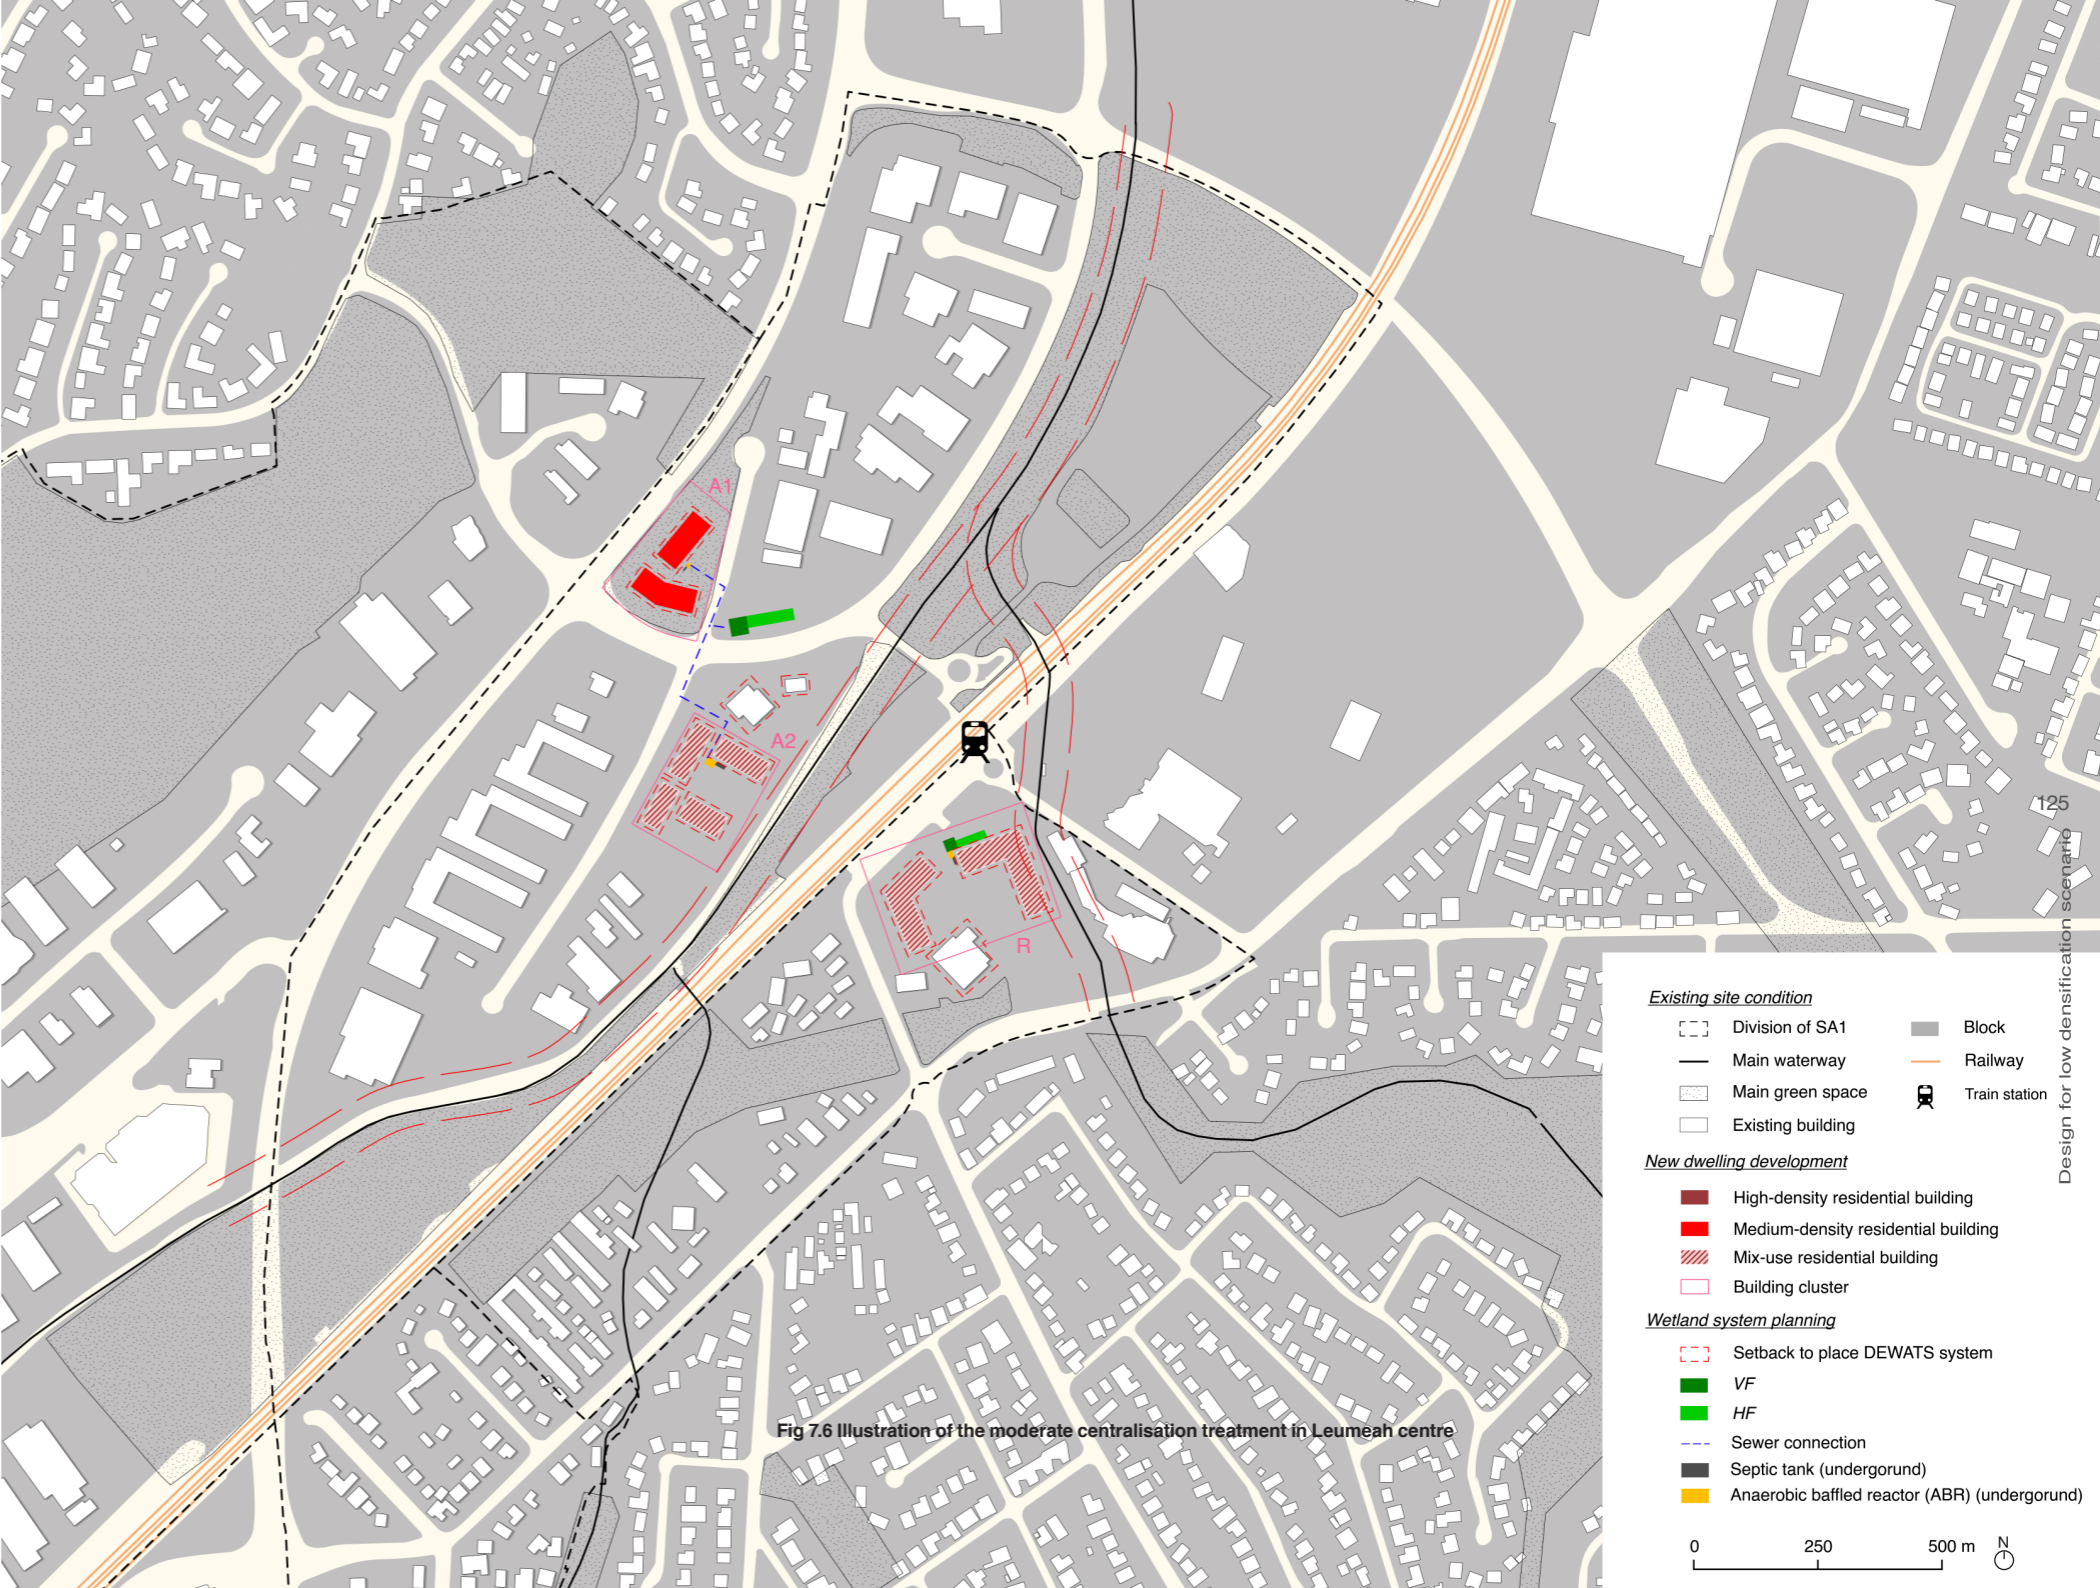 A1
A2
R
125
Design for low densification scenario
Existing site condition
Division of SA1
Block
Main waterway
Railway
Main green space
Train station
Existing building
New dwelling development
High-density residential building
Medium-density residential building
Mix-use residential building
Building cluster
Wetland system planning
Setback to place DEWATS system
VF
HF
Sewer connection
Septic tank (undergorund)
Anaerobic baffled reactor (ABR) (undergorund)
0 250 500 m N
Fig 7.6 Illustration of the moderate centralisation treatment in Leumeah centre